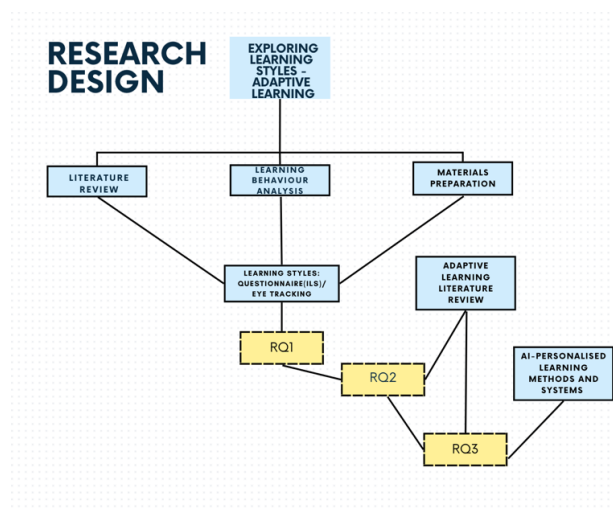 RESEARCH
DESIGN
EXPLORING
LEARNING
STYLES -
ADAPTIVE
LEARNING
LITERATURE
REVIEW
LEARNING
BEHAVIOUR
ANALYSIS
MATERIALS
PREPARATION
LEARNING STYLES:
QUESTIONNAIRE(ILS)/
EYE TRACKING
ADAPTIVE
LEARNING
LITERATURE
REVIEW
RQ1
RQ2
AI-PERSONALISED
LEARNING
METHODS AND
SYSTEMS
RQ3